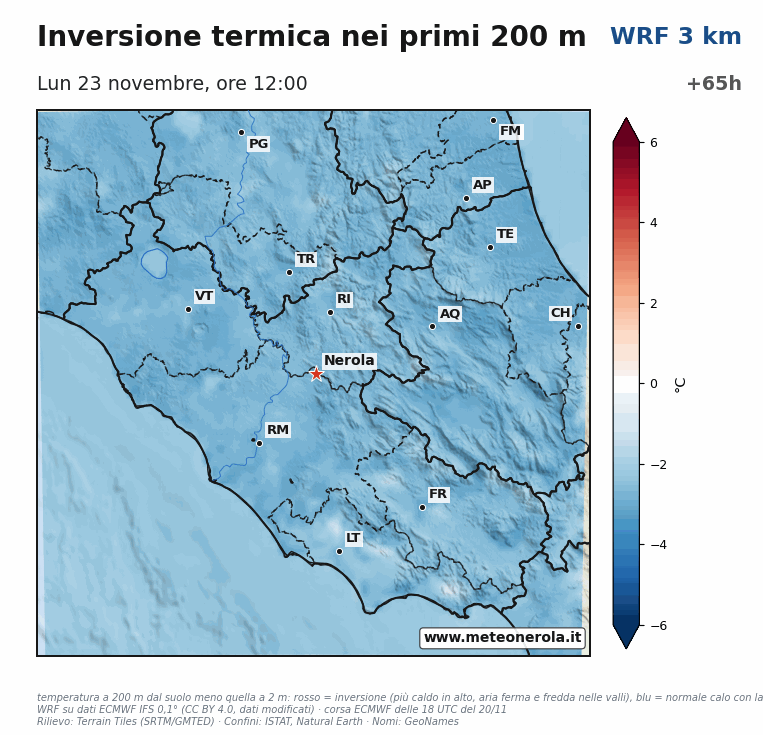 Inversione termica nei primi 200 m
WRF 3 km
Lun 23 novembre, ore 12:00
+65h
FM
PG
AP
TE
TR
VT
RI
AQ
CH
Nerola
RM
FR
LT
www.meteonerola.it
6
4
2
0
−2
−4
−6
°C
temperatura a 200 m dal suolo meno quella a 2 m: rosso = inversione (più caldo in alto, aria ferma e fredda nelle valli), blu = normale calo con la
WRF su dati ECMWF IFS 0,1° (CC BY 4.0, dati modificati) · corsa ECMWF delle 18 UTC del 20/11
Rilievo: Terrain Tiles (SRTM/GMTED) · Confini: ISTAT, Natural Earth · Nomi: GeoNames